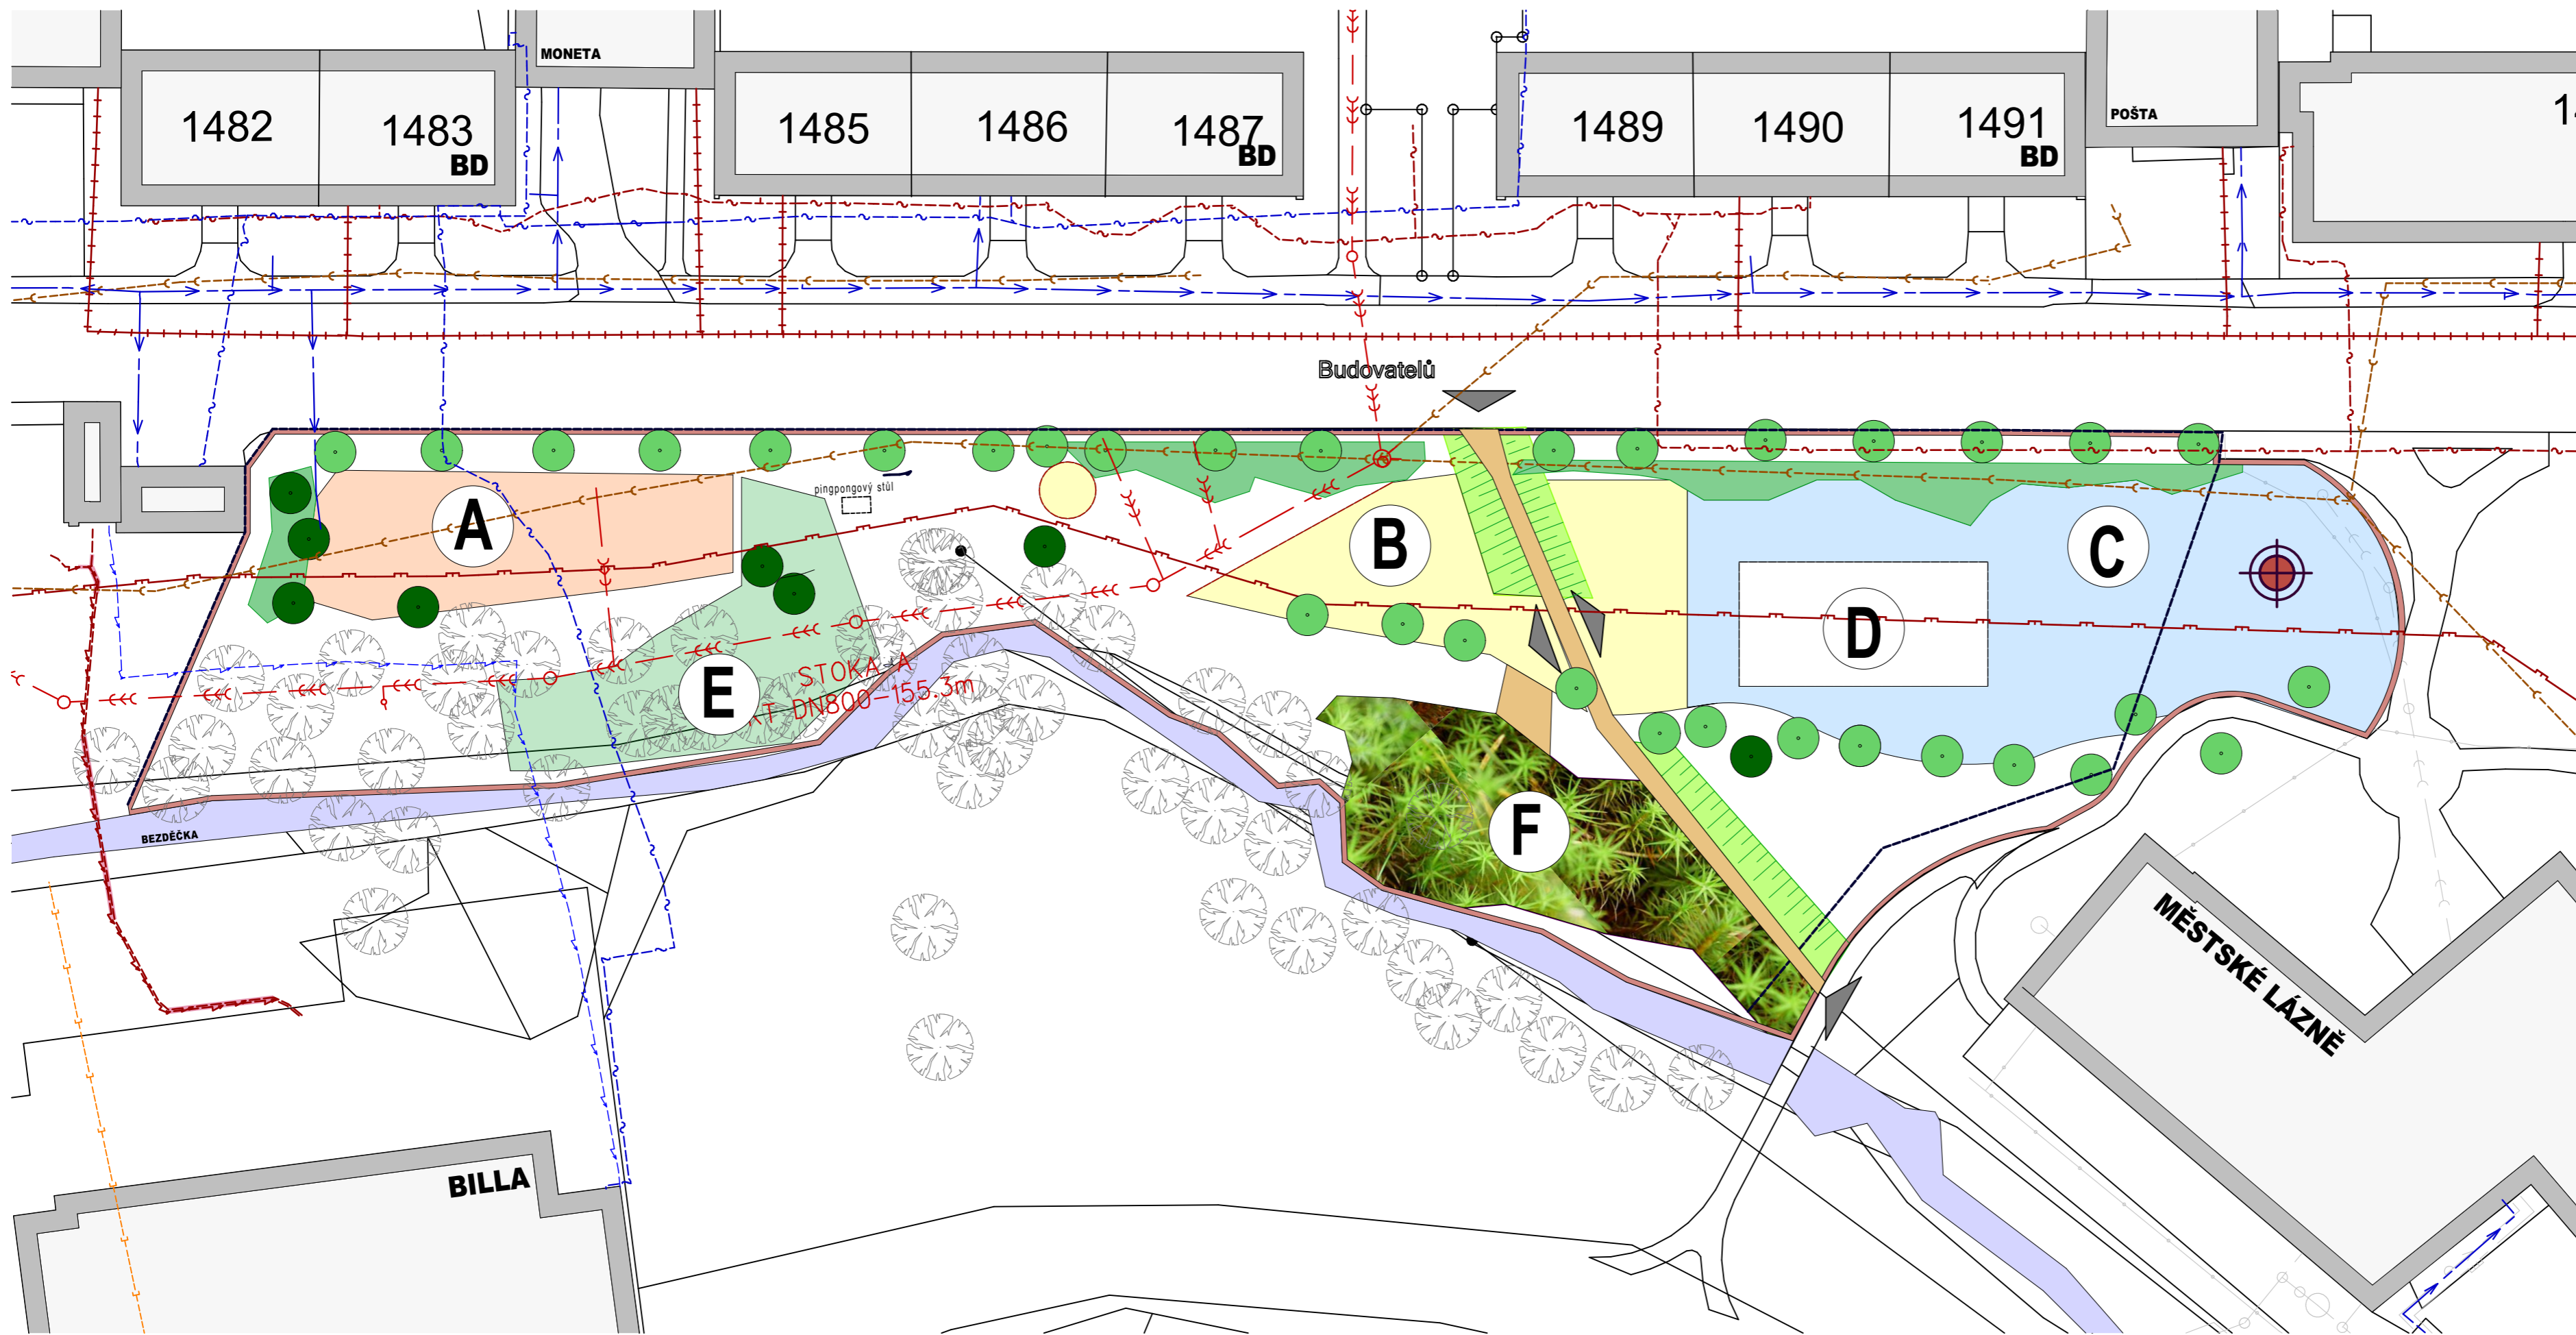 MONETA
POŠTA
1482
1483
BD
1485
1486
1487
BD
1489
1490
1491
BD
Budovatelů
pingpongový stůl
A
B
C
D
E
STOKA A
DN800-155.3m
F
BEZDĚČKA
MĚSTSKÉ LÁZNĚ
BILLA